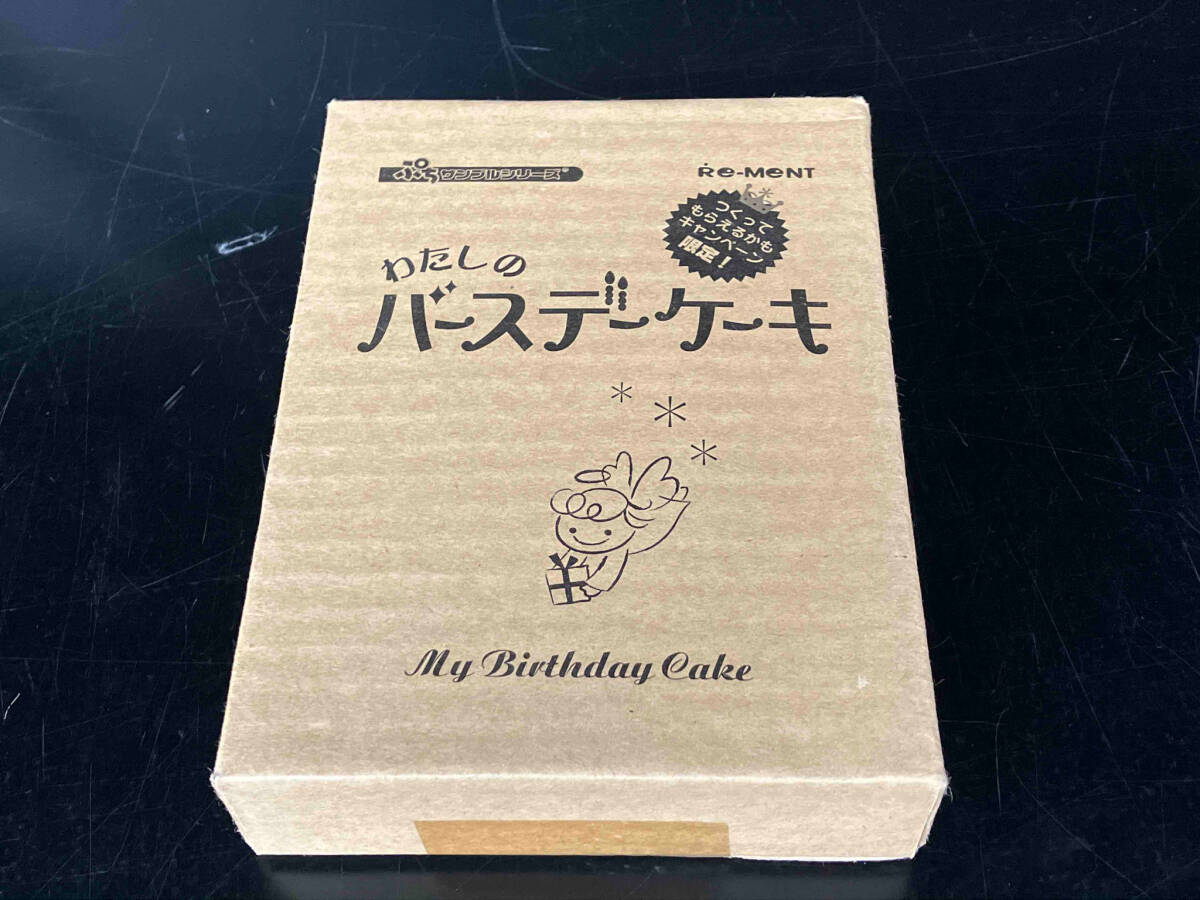 ぷちサンプルシリーズ
Re-MeNT
つくって
もらえるかも
キャンペーン
限定!
わたしの
バースデーケーキ
My Birthday Cake